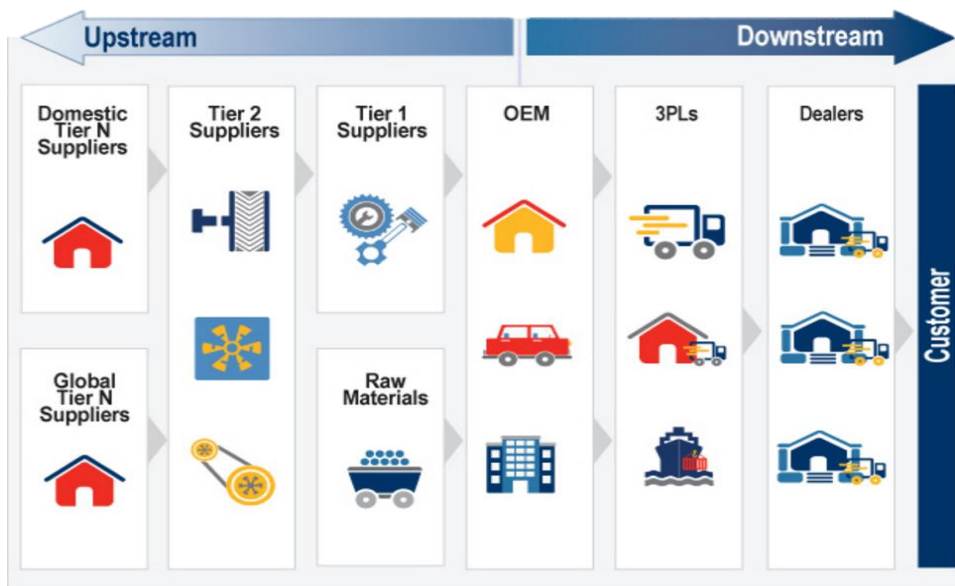 Upstream
Downstream
Domestic
Tier N
Suppliers
Tier 2
Suppliers
Tier 1
Suppliers
OEM
3PLs
Dealers
Global
Tier N
Suppliers
Raw
Materials
Customer